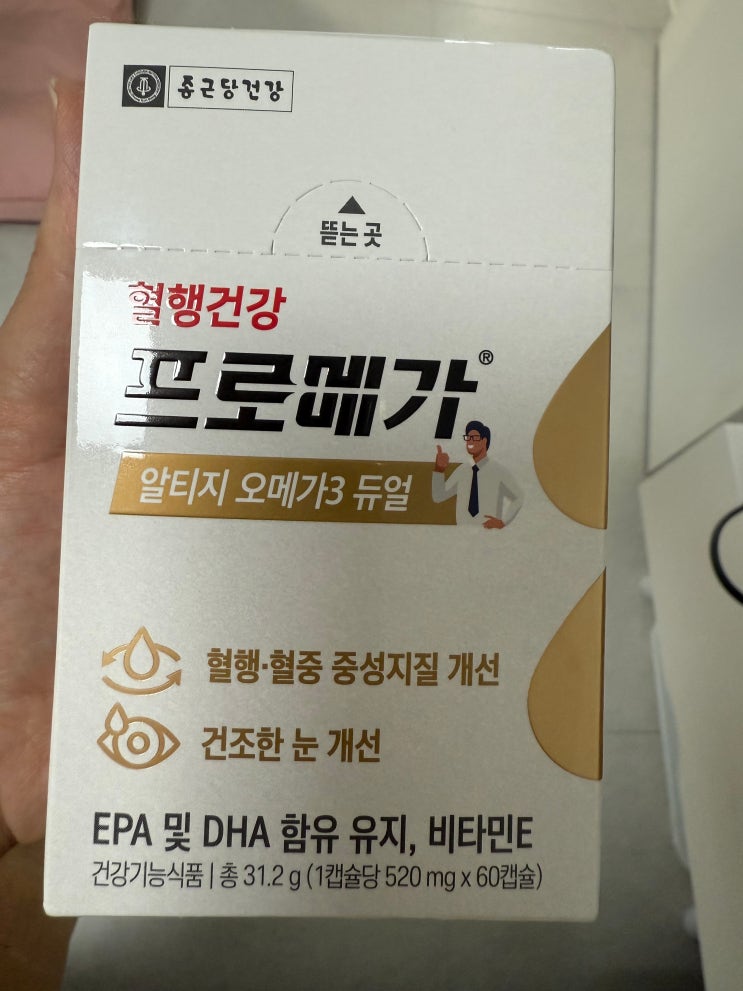 종근당건강
뜯는 곳
혈행건강
프로메가®
알티지 오메가3 듀얼
혈행·혈중 중성지질 개선
건조한 눈 개선
EPA 및 DHA 함유 유지, 비타민E
건강기능식품 | 총 31.2 g (1캡슐당 520 mg x 60캡슐)